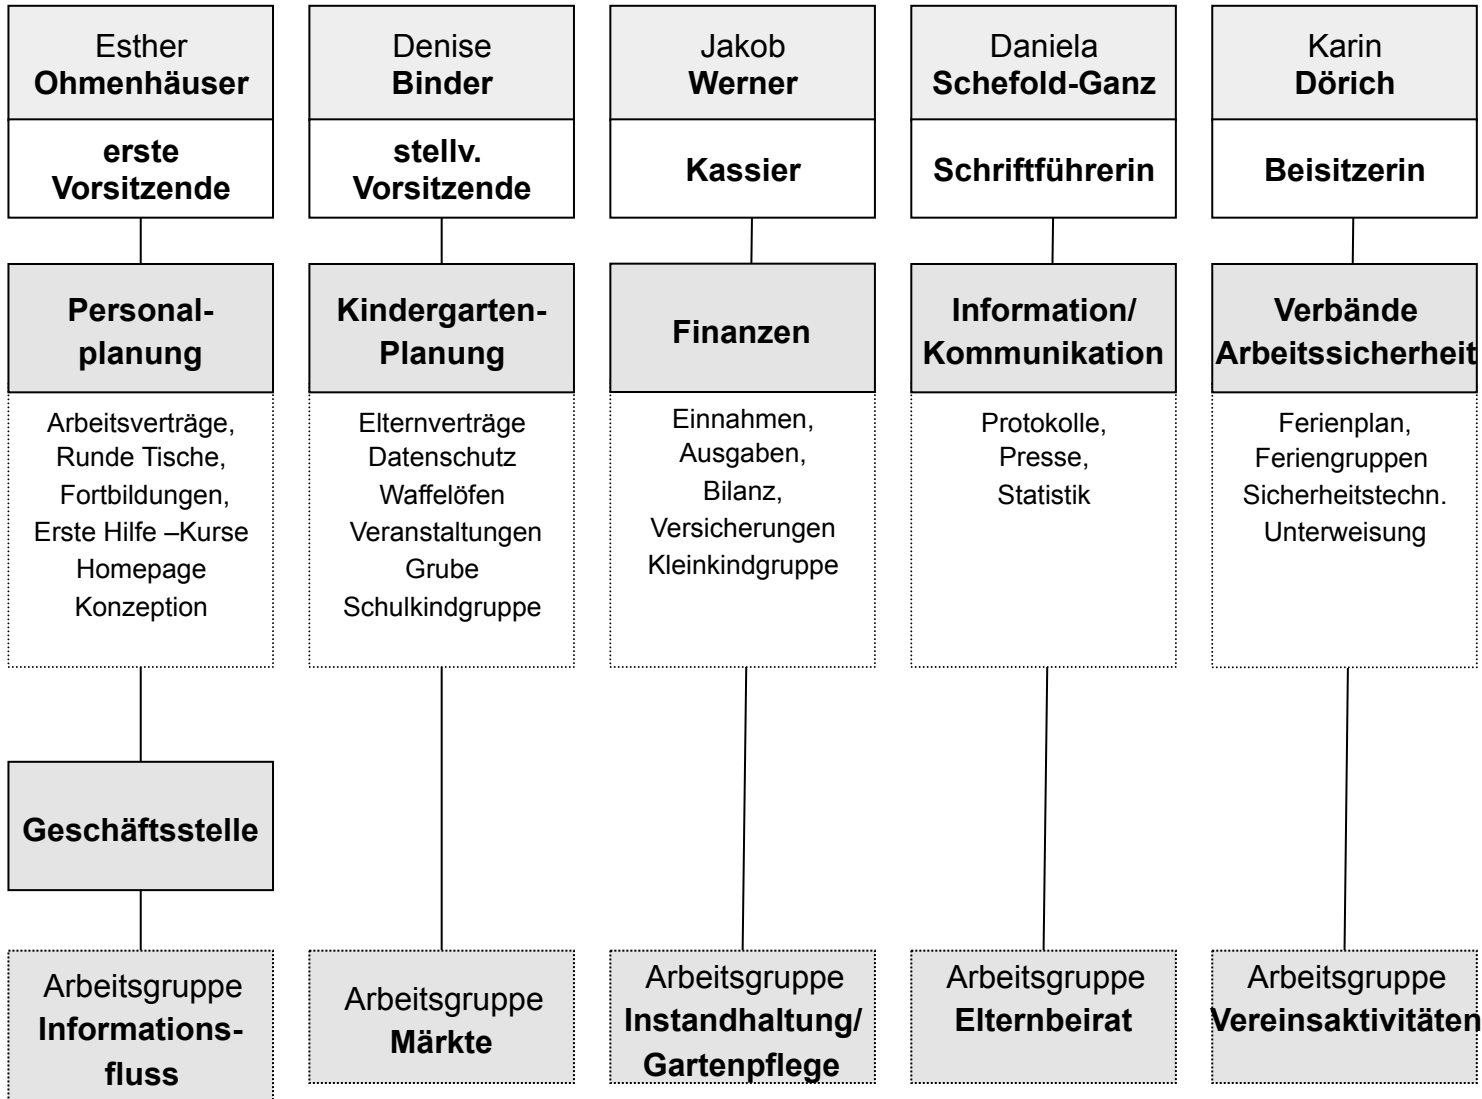 Esther
Ohmenhäuser
erste
Vorsitzende
Personal-
planung
Arbeitsverträge,
Runde Tische,
Fortbildungen,
Erste Hilfe –Kurse
Homepage
Konzeption
Geschäftsstelle
Arbeitsgruppe
Informations-
fluss
Denise
Binder
stellv.
Vorsitzende
Kindergarten-
Planung
Elternverträge
Datenschutz
Waffelöfen
Veranstaltungen
Grube
Schulkindgruppe
Arbeitsgruppe
Märkte
Jakob
Werner
Kassier
Finanzen
Einnahmen,
Ausgaben,
Bilanz,
Versicherungen
Kleinkindgruppe
Arbeitsgruppe
Instandhaltung/
Gartenpflege
Daniela
Schefold-Ganz
Schriftführerin
Information/
Kommunikation
Protokolle,
Presse,
Statistik
Arbeitsgruppe
Elternbeirat
Karin
Dörich
Beisitzerin
Verbände
Arbeitssicherheit
Ferienplan,
Feriengruppen
Sicherheitstechn.
Unterweisung
Arbeitsgruppe
Vereinsaktivitäten